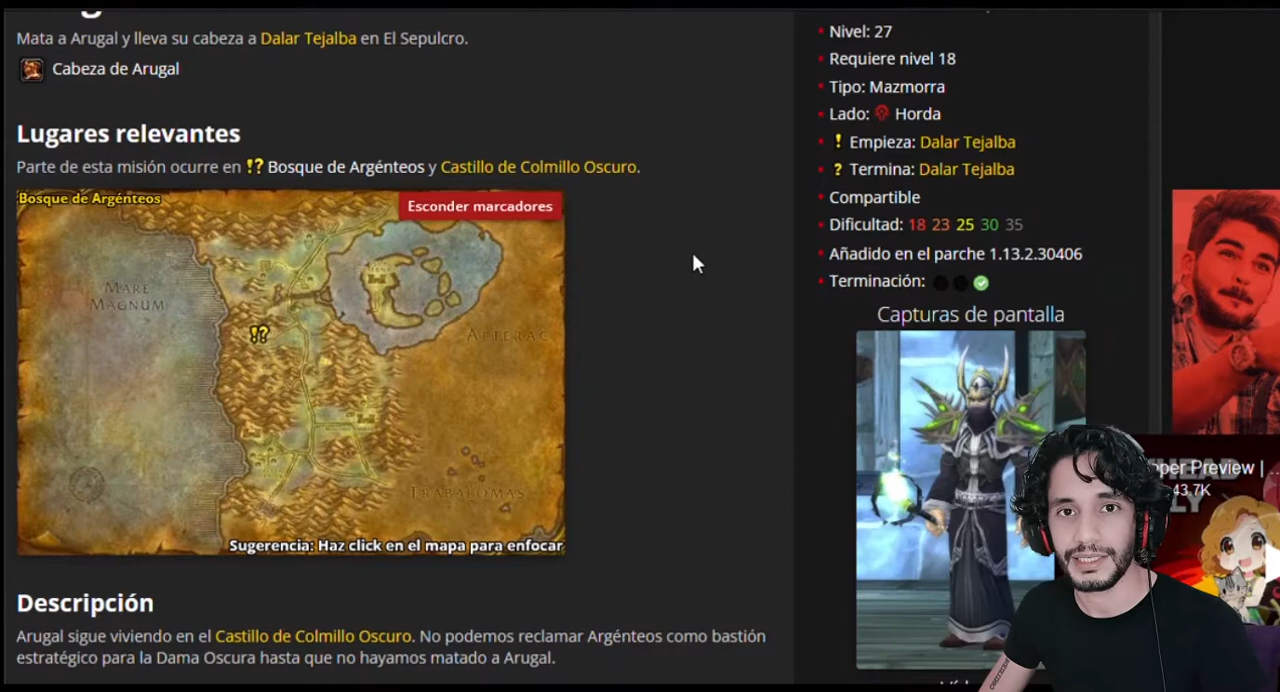 Mata a Arugal y lleva su cabeza a Dalar Tejalba en El Sepulcro.
Cabeza de Arugal
Lugares relevantes
Parte de esta misión ocurre en !? Bosque de Argénteos y Castillo de Colmillo Oscuro.
Bosque de Argénteos
Esconder marcadores
MARE
MAGNUM
!?
ALTERAC
TRABALOMAS
Sugerencia: Haz click en el mapa para enfocar
Descripción
Arugal sigue viviendo en el Castillo de Colmillo Oscuro. No podemos reclamar Argénteos como bastión
estratégico para la Dama Oscura hasta que no hayamos matado a Arugal.
Nivel: 27
Requiere nivel 18
Tipo: Mazmorra
Lado: Horda
! Empieza: Dalar Tejalba
? Termina: Dalar Tejalba
Compartible
Dificultad: 18 23 25 30 35
Añadido en el parche 1.13.2.30406
Terminación:
Capturas de pantalla
pper Preview | ...
43.7K